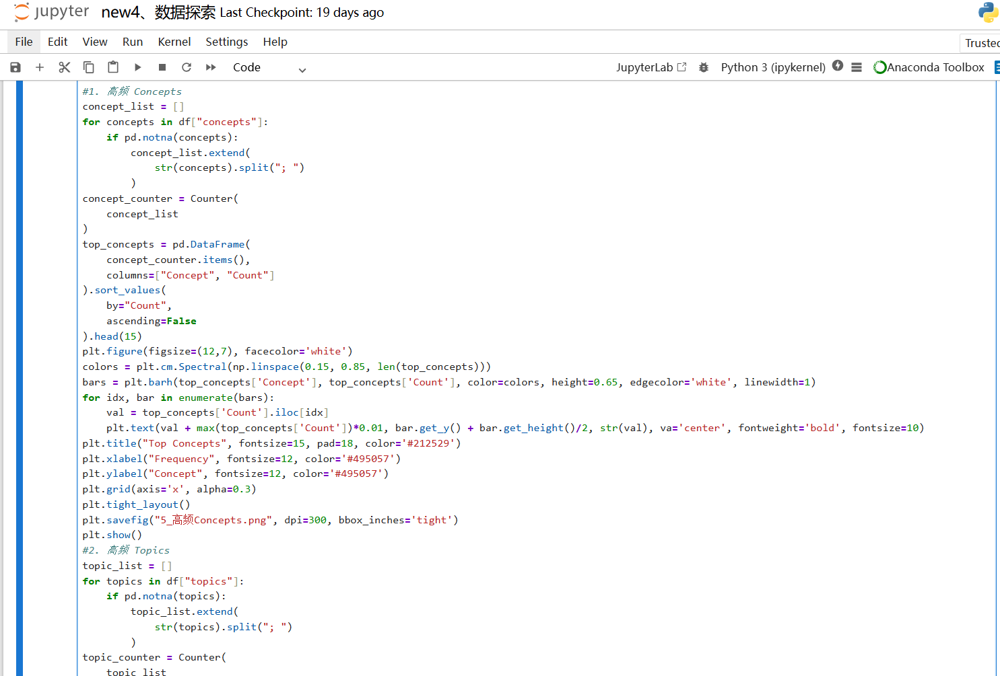 jupyter new4、数据探索 Last Checkpoint: 19 days ago
File Edit View Run Kernel Settings Help
Trusted
Code
JupyterLab Python 3 (ipykernel) Anaconda Toolbox
#1. 高频 Concepts
concept_list = []
for concepts in df["concepts"]:
    if pd.notna(concepts):
        concept_list.extend(
            str(concepts).split("; ")
        )
concept_counter = Counter(
    concept_list
)
top_concepts = pd.DataFrame(
    concept_counter.items(),
    columns=["Concept", "Count"]
).sort_values(
    by="Count",
    ascending=False
).head(15)
plt.figure(figsize=(12,7), facecolor='white')
colors = plt.cm.Spectral(np.linspace(0.15, 0.85, len(top_concepts)))
bars = plt.barh(top_concepts['Concept'], top_concepts['Count'], color=colors, height=0.65, edgecolor='white', linewidth=1)
for idx, bar in enumerate(bars):
    val = top_concepts['Count'].iloc[idx]
    plt.text(val + max(top_concepts['Count'])*0.01, bar.get_y() + bar.get_height()/2, str(val), va='center', fontweight='bold', fontsize=10)
plt.title("Top Concepts", fontsize=15, pad=18, color='#212529')
plt.xlabel("Frequency", fontsize=12, color='#495057')
plt.ylabel("Concept", fontsize=12, color='#495057')
plt.grid(axis='x', alpha=0.3)
plt.tight_layout()
plt.savefig("5_高频Concepts.png", dpi=300, bbox_inches='tight')
plt.show()
#2. 高频 Topics
topic_list = []
for topics in df["topics"]:
    if pd.notna(topics):
        topic_list.extend(
            str(topics).split("; ")
        )
topic_counter = Counter(
    topic_list